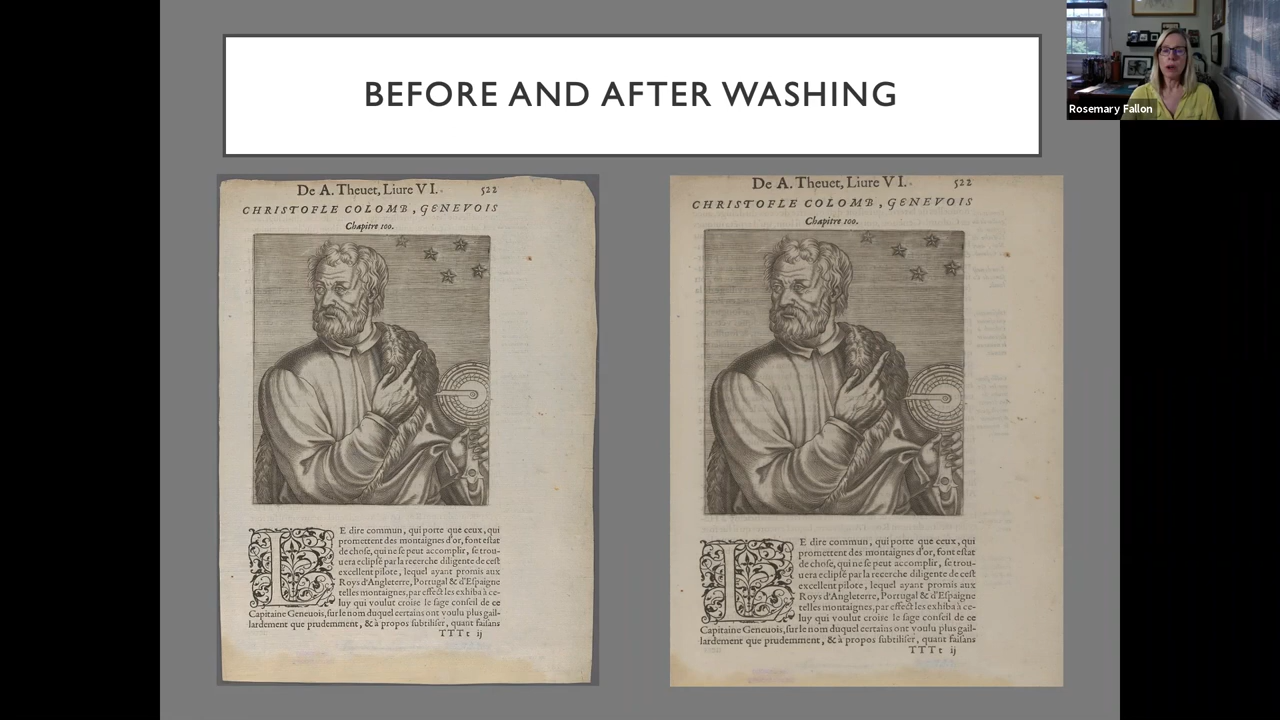 BEFORE AND AFTER WASHING
Rosemary Fallon
De A. Theuet, Liure VI.
522
CHRISTOFLE COLOMB, GENEVOIS
Chapitre 100.
E dire commun, qui porte que ceux, qui
promettent des montaignes d'or, font estat
de chose, qui ne se peut accomplir, se trou-
uera eclipsé par la recerche diligente de cest
excellent pilote, lequel ayant promis aux
Roys d'Angleterre, Portugal & d'Espaigne
telles montaignes, par effect les exhiba à ce-
luy qui voulut croire le sage conseil de ce
Capitaine Geneuois, sur le nom duquel certains ont voulu plus gail-
lardement que prudemment, & à propos subtiliser, quant faisans
TTTt ij
De A. Theuet, Liure VI.
522
CHRISTOFLE COLOMB, GENEVOIS
Chapitre 100.
L
E dire commun, qui porte que ceux, qui
promettent des montaignes d'or, font estat
de chose, qui ne se peut accomplir, se trou-
uera eclipsé par la recerche diligente de cest
excellent pilote, lequel ayant promis aux
Roys d'Angleterre, Portugal & d'Espaigne
telles montaignes, par effect les exhiba à ce-
luy qui voulut croire le sage conseil de ce
Capitaine Geneuois, sur le nom duquel certains ont voulu plus gail-
lardement que prudemment, & à propos subtiliser, quant faisans
TTTt ij